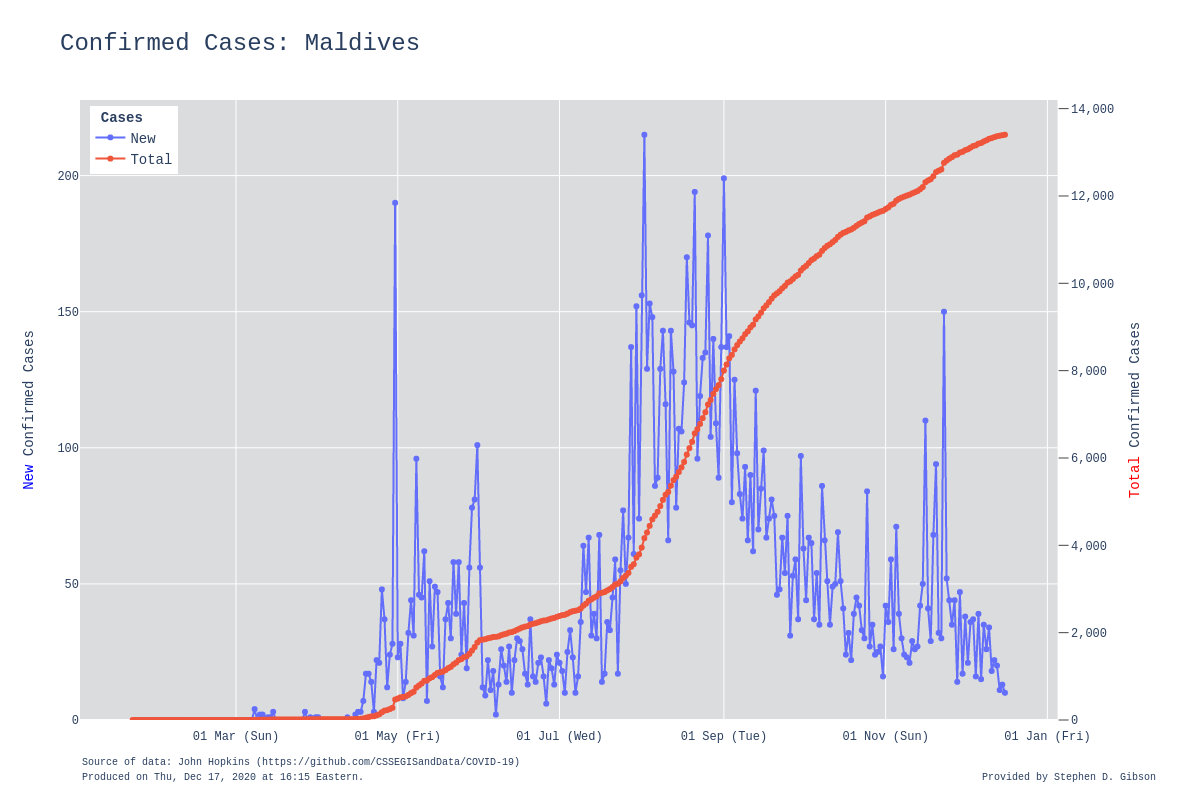 Confirmed Cases: Maldives
Cases
New
Total
14,000
12,000
10,000
8,000
6,000
4,000
2,000
0
200
150
100
50
0
New Confirmed Cases
Total Confirmed Cases
01 Mar (Sun)
01 May (Fri)
01 Jul (Wed)
01 Sep (Tue)
01 Nov (Sun)
01 Jan (Fri)
Source of data: John Hopkins (https://github.com/CSSEGISandData/COVID-19)
Produced on Thu, Dec 17, 2020 at 16:15 Eastern.
Provided by Stephen D. Gibson